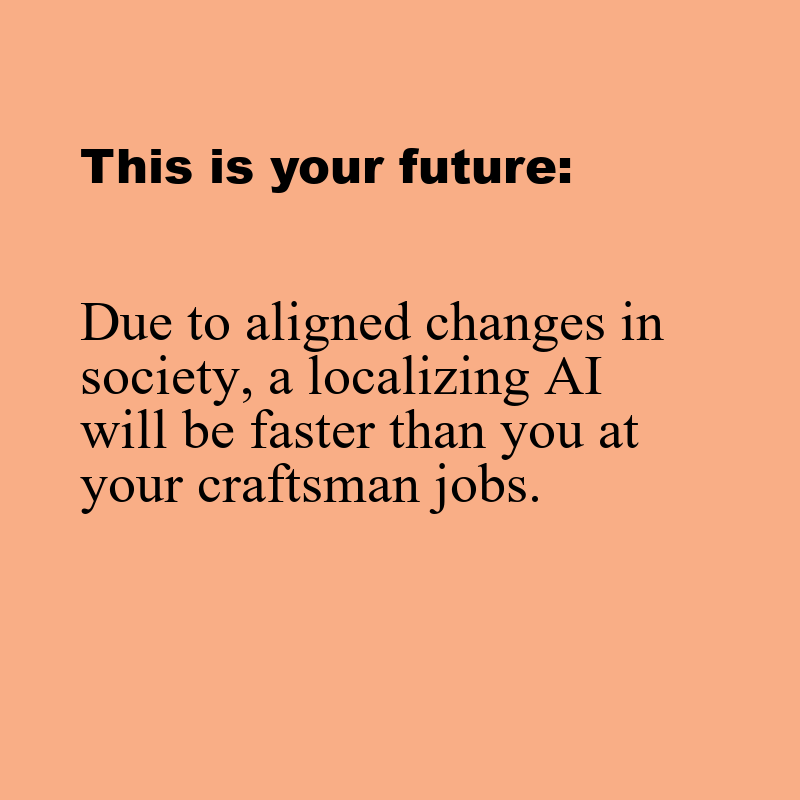 This is your future:
Due to aligned changes in
society, a localizing AI
will be faster than you at
your craftsman jobs.